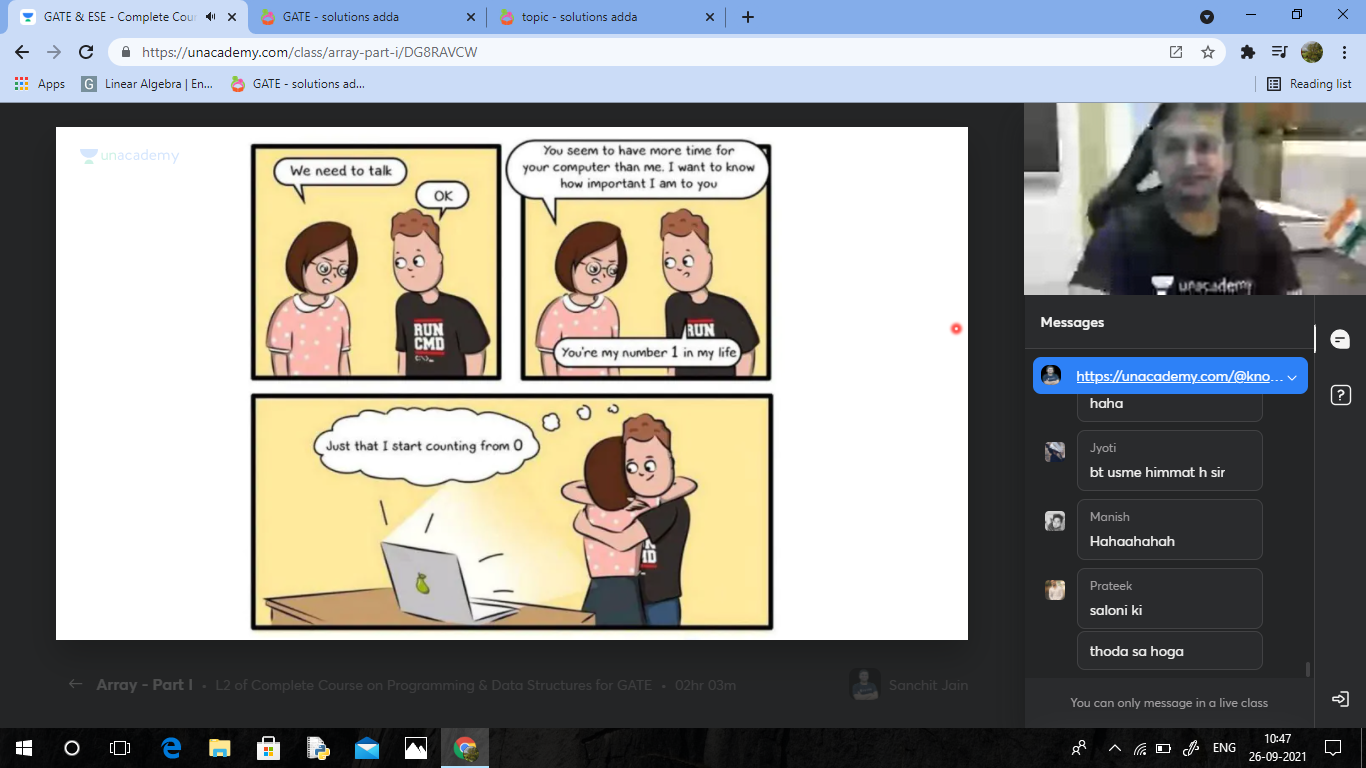 GATE & ESE - Complete Cour
GATE - solutions adda
topic - solutions adda
https://unacademy.com/class/array-part-i/DG8RAVCW
Apps
Linear Algebra | En...
GATE - solutions ad...
Reading list
unacademy
We need to talk
OK
You seem to have more time for
your computer than me. I want to know
how important I am to you
RUN
CMD
RUN
You're my number 1 in my life
Just that I start counting from 0
unacademy
Messages
https://unacademy.com/@kno...
haha
Jyoti
bt usme himmat h sir
Manish
Hahaahahah
Prateek
saloni ki
thoda sa hoga
You can only message in a live class
Array - Part I • L2 of Complete Course on Programming & Data Structures for GATE • 02hr 03m
Sanchit Jain
ENG
10:47
26-09-2021